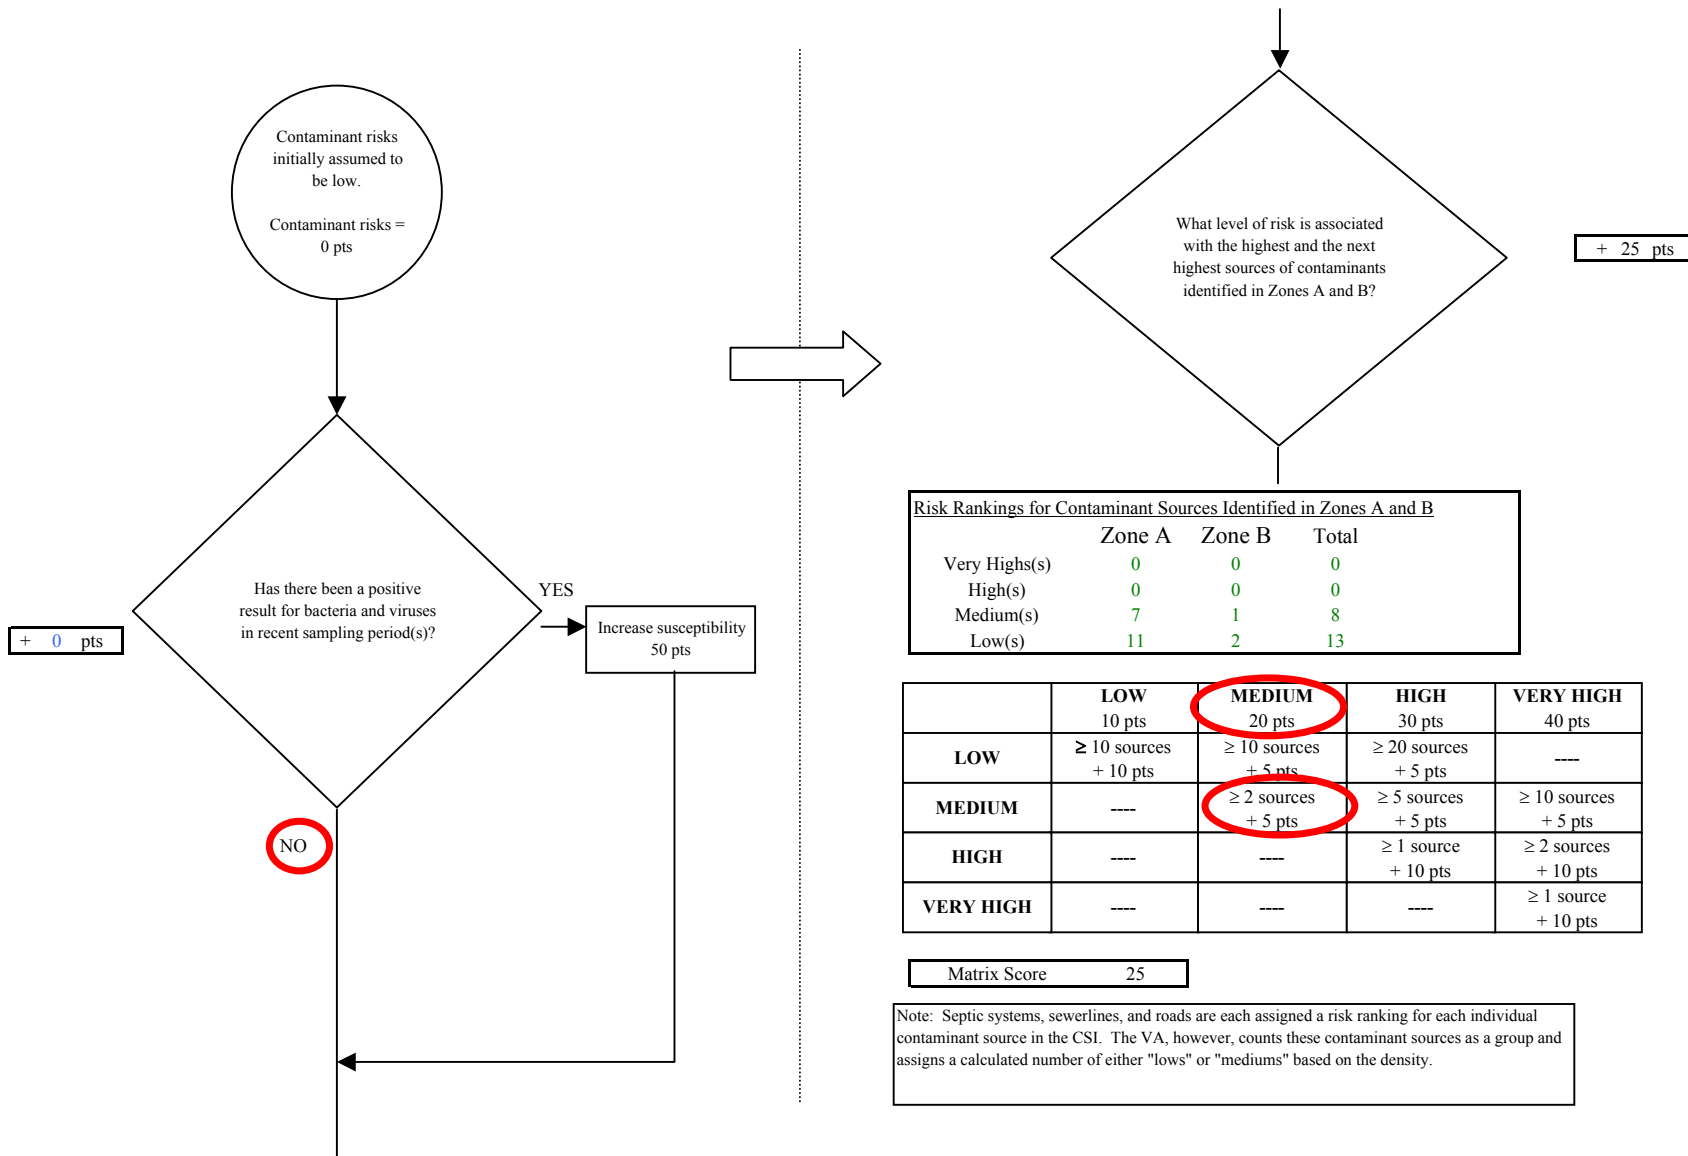 Contaminant risks
initially assumed to
be low.
Contaminant risks =
0 pts
Has there been a positive
result for bacteria and viruses
in recent sampling period(s)?
+ 0 pts
YES
Increase susceptibility
50 pts
NO
What level of risk is associated
with the highest and the next
highest sources of contaminants
identified in Zones A and B?
+ 25 pts
Risk Rankings for Contaminant Sources Identified in Zones A and B
Zone A Zone B Total
Very Highs(s) 0 0 0
High(s) 0 0 0
Medium(s) 7 1 8
Low(s) 11 2 13
LOW MEDIUM HIGH VERY HIGH
10 pts 20 pts 30 pts 40 pts
LOW ≥ 10 sources + 10 pts ≥ 10 sources + 5 pts ≥ 20 sources + 5 pts ----
MEDIUM ---- ≥ 2 sources + 5 pts ≥ 5 sources + 5 pts ≥ 10 sources + 5 pts
HIGH ---- ---- ≥ 1 source + 10 pts ≥ 2 sources + 10 pts
VERY HIGH ---- ---- ---- ≥ 1 source + 10 pts
Matrix Score 25
Note: Septic systems, sewerlines, and roads are each assigned a risk ranking for each individual
contaminant source in the CSI. The VA, however, counts these contaminant sources as a group and
assigns a calculated number of either "lows" or "mediums" based on the density.